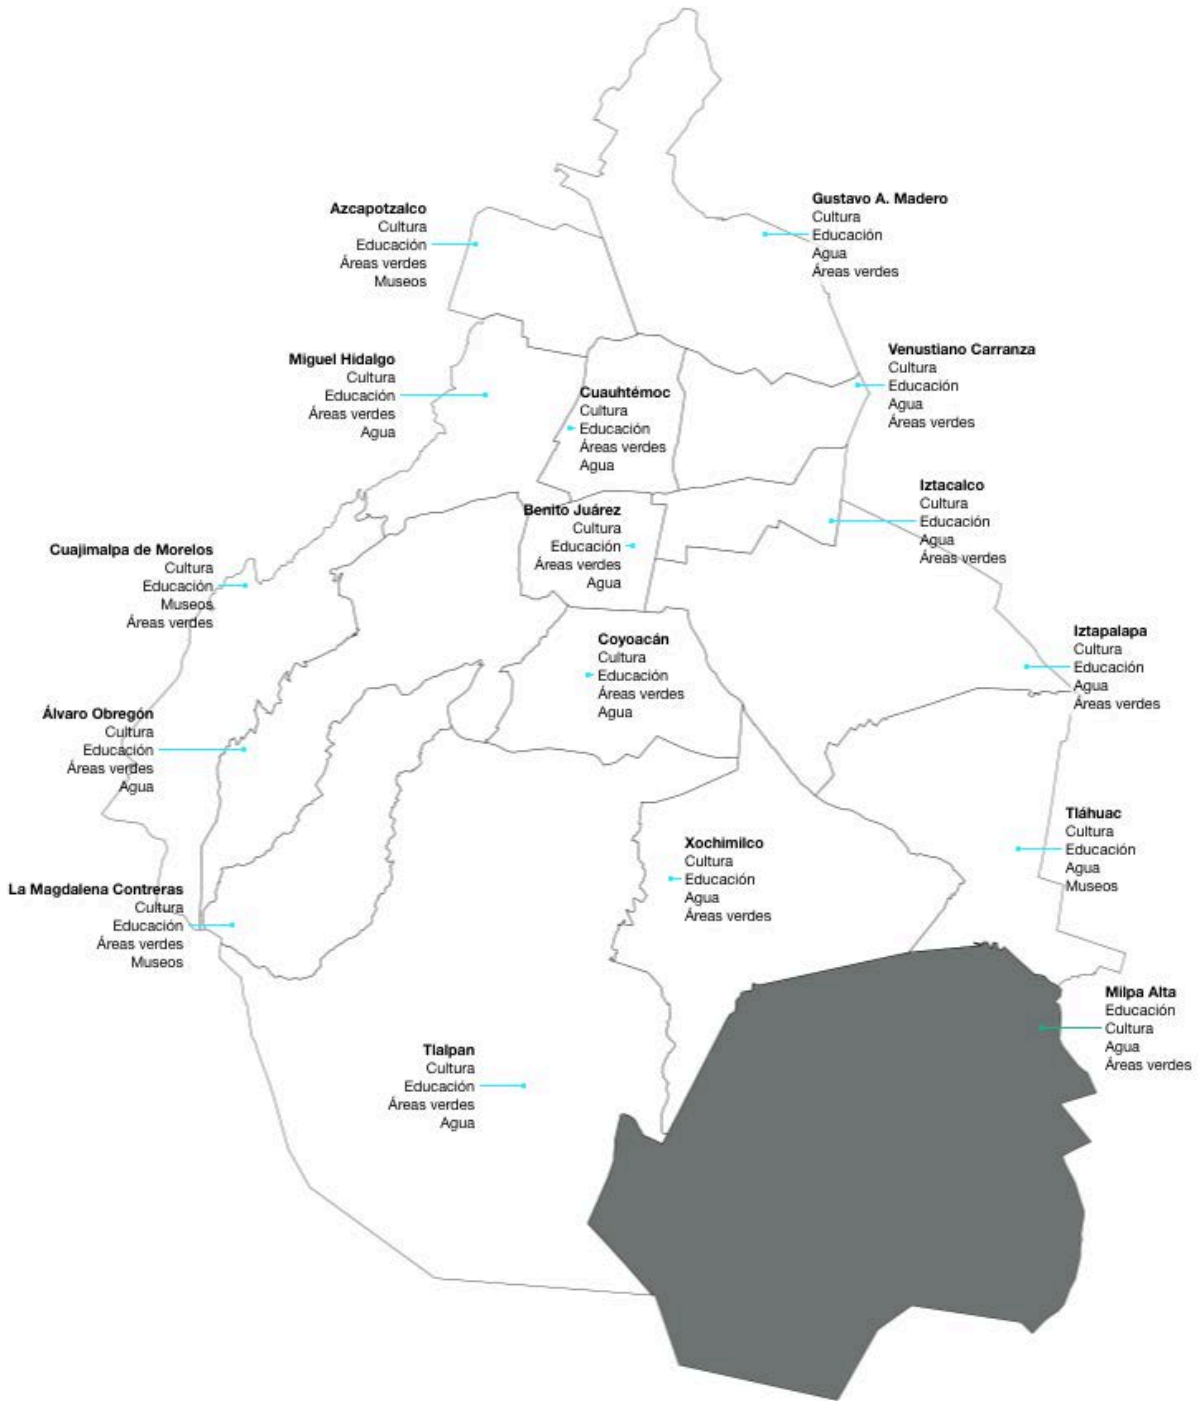 Azcapotzalco
Cultura
Educación
Áreas verdes
Museos
Gustavo A. Madero
Cultura
Educación
Agua
Áreas verdes
Miguel Hidalgo
Cultura
Educación
Áreas verdes
Agua
Cuauhtémoc
Cultura
Educación
Áreas verdes
Agua
Venustiano Carranza
Cultura
Educación
Agua
Áreas verdes
Cuajimalpa de Morelos
Cultura
Educación
Museos
Áreas verdes
Benito Juárez
Cultura
Educación
Áreas verdes
Agua
Iztacalco
Cultura
Educación
Agua
Áreas verdes
Álvaro Obregón
Cultura
Educación
Áreas verdes
Agua
Coyoacán
Cultura
Educación
Áreas verdes
Agua
Iztapalapa
Cultura
Educación
Agua
Áreas verdes
La Magdalena Contreras
Cultura
Educación
Áreas verdes
Museos
Xochimilco
Cultura
Educación
Agua
Áreas verdes
Tláhuac
Cultura
Educación
Agua
Museos
Tlalpan
Cultura
Educación
Áreas verdes
Agua
Milpa Alta
Educación
Cultura
Agua
Áreas verdes